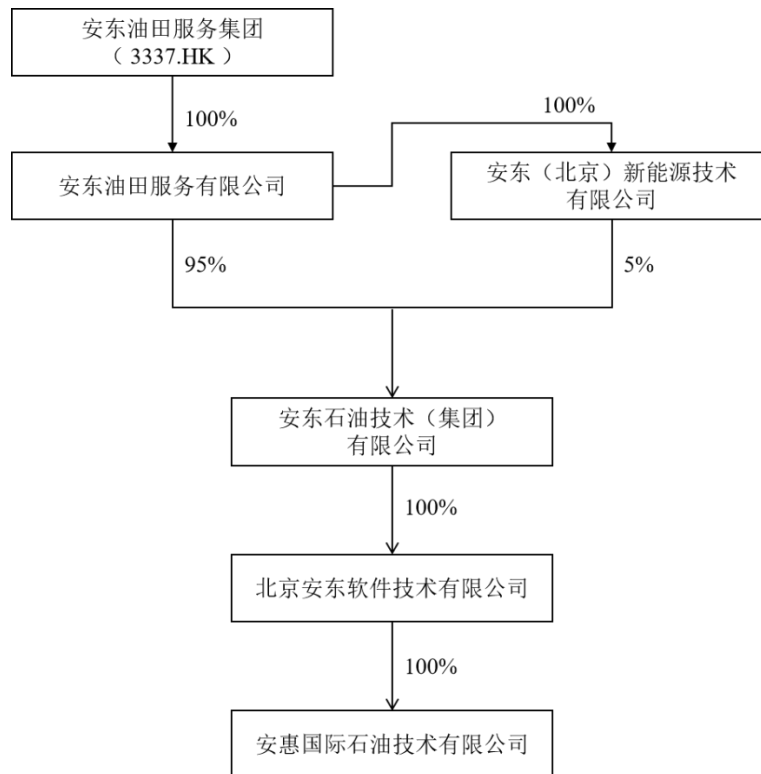 安东油田服务集团
（ 3337.HK ）
100%
100%
安东油田服务有限公司
安东（北京）新能源技术
有限公司
95%
5%
安东石油技术（集团）
有限公司
100%
北京安东软件技术有限公司
100%
安惠国际石油技术有限公司